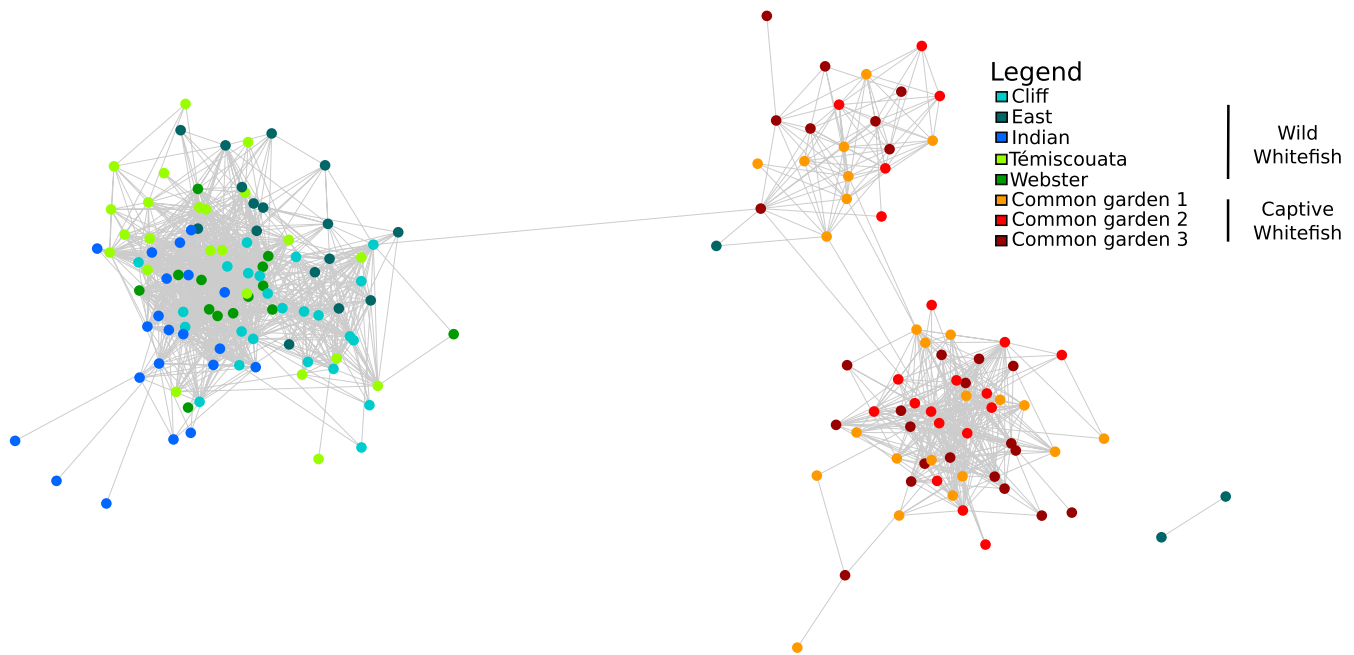 Legend
Cliff
East
Indian
Témiscouata
Webster
Common garden 1
Common garden 2
Common garden 3
Wild
Whitefish
Captive
Whitefish